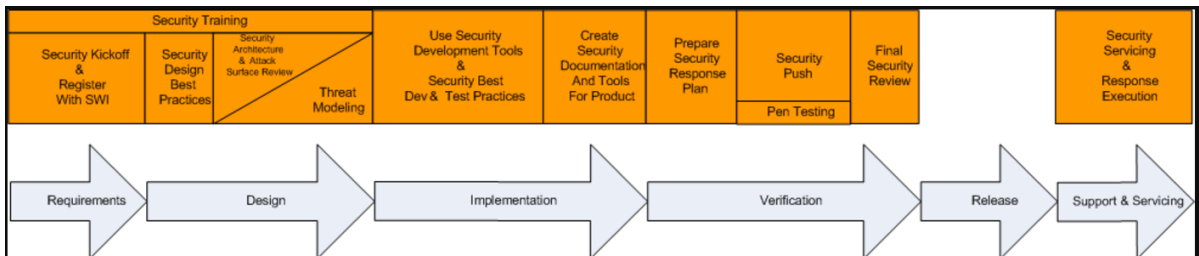 Security Training
Security Kickoff
&
Register
With SWI
Security
Design
Best
Practices
Security
Architecture
& Attack
Surface Review
Threat
Modeling
Use Security
Development Tools
&
Security Best
Dev & Test Practices
Create
Security
Documentation
And Tools
For Product
Prepare
Security
Response
Plan
Security
Push
Pen Testing
Final
Security
Review
Security
Servicing
&
Response
Execution
Requirements
Design
Implementation
Verification
Release
Support & Servicing